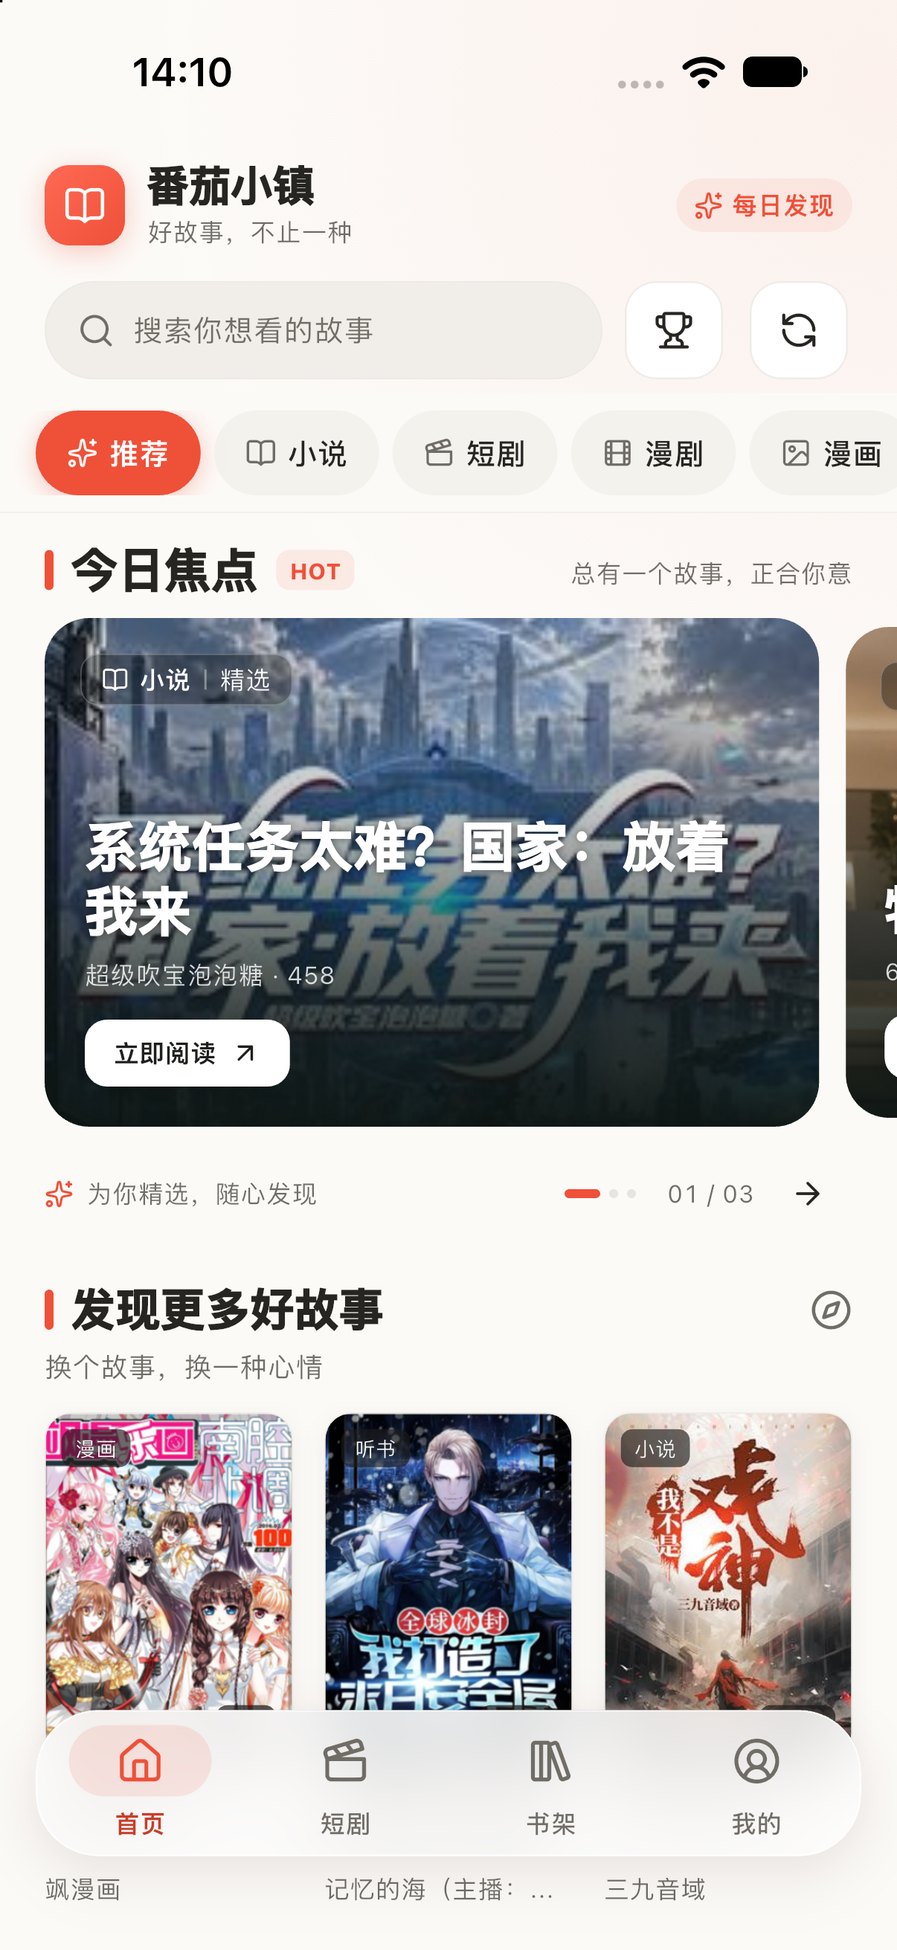 14:10
番茄小镇
好故事，不止一种
每日发现
搜索你想看的故事
推荐
小说
短剧
漫剧
漫画
今日焦点
HOT
总有一个故事，正合你意
小说 | 精选
系统任务太难？国家：放着
我来
超级吹宝泡泡糖 · 458
立即阅读
为你精选，随心发现
01 / 03
发现更多好故事
换个故事，换一种心情
漫画
100
听书
全球冰封
我打造了
末日安全屋
小说
我不是
戏神
三九音域著
首页
短剧
书架
我的
飒漫画
记忆的海（主播：...
三九音域